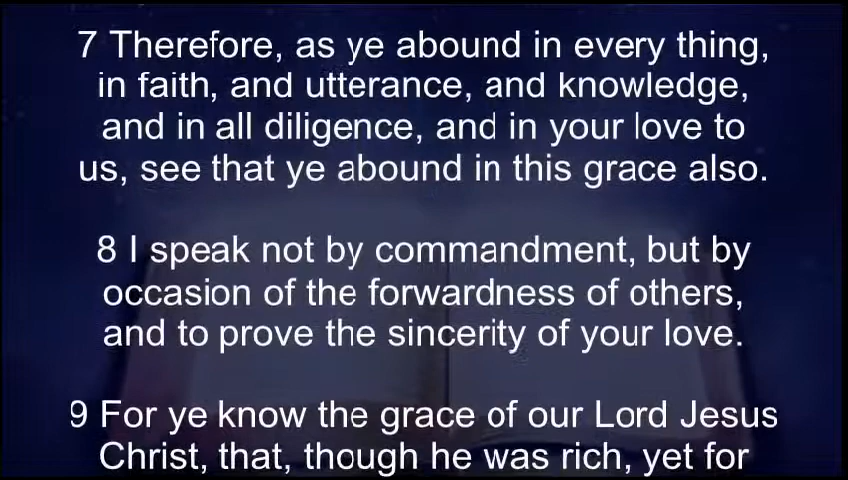 7 Therefore, as ye abound in every thing,
in faith, and utterance, and knowledge,
and in all diligence, and in your love to
us, see that ye abound in this grace also.
8 I speak not by commandment, but by
occasion of the forwardness of others,
and to prove the sincerity of your love.
9 For ye know the grace of our Lord Jesus
Christ, that, though he was rich, yet for